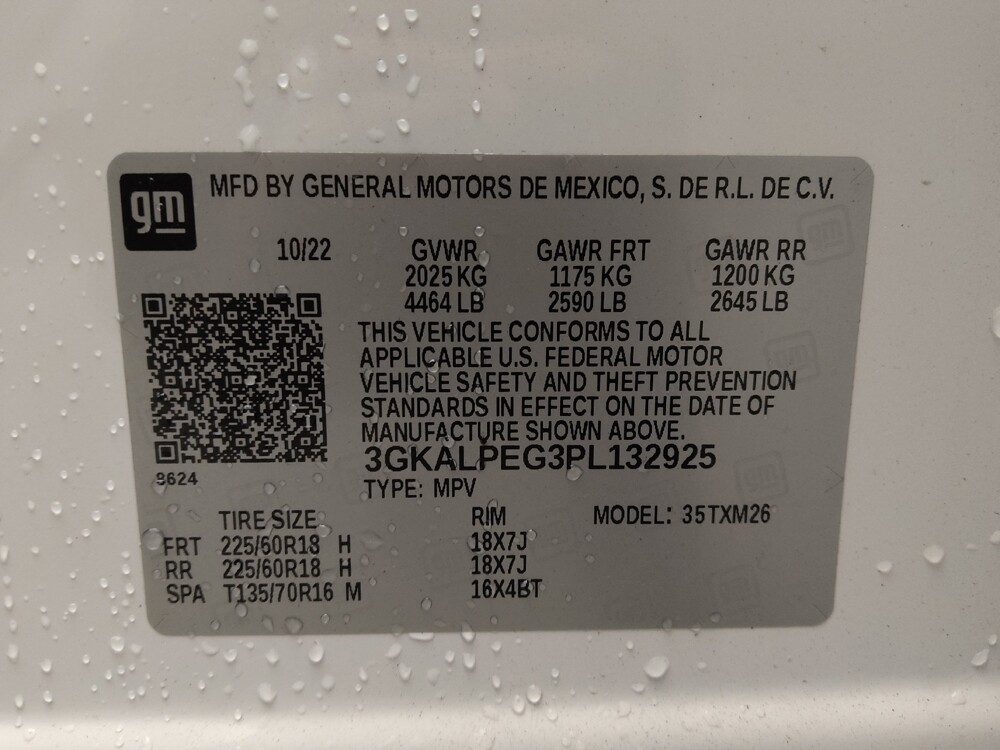 gm
MFD BY GENERAL MOTORS DE MEXICO, S. DE R.L. DE C.V.
10/22 GVWR GAWR FRT GAWR RR
2025 KG 1175 KG 1200 KG
4464 LB 2590 LB 2645 LB
THIS VEHICLE CONFORMS TO ALL
APPLICABLE U.S. FEDERAL MOTOR
VEHICLE SAFETY AND THEFT PREVENTION
STANDARDS IN EFFECT ON THE DATE OF
MANUFACTURE SHOWN ABOVE.
3GKALPEG3PL132925
9624
TYPE: MPV
TIRE SIZE RIM MODEL: 35TXM26
FRT 225/60R18 H 18X7J
RR 225/60R18 H 18X7J
SPA T135/70R16 M 16X4BT